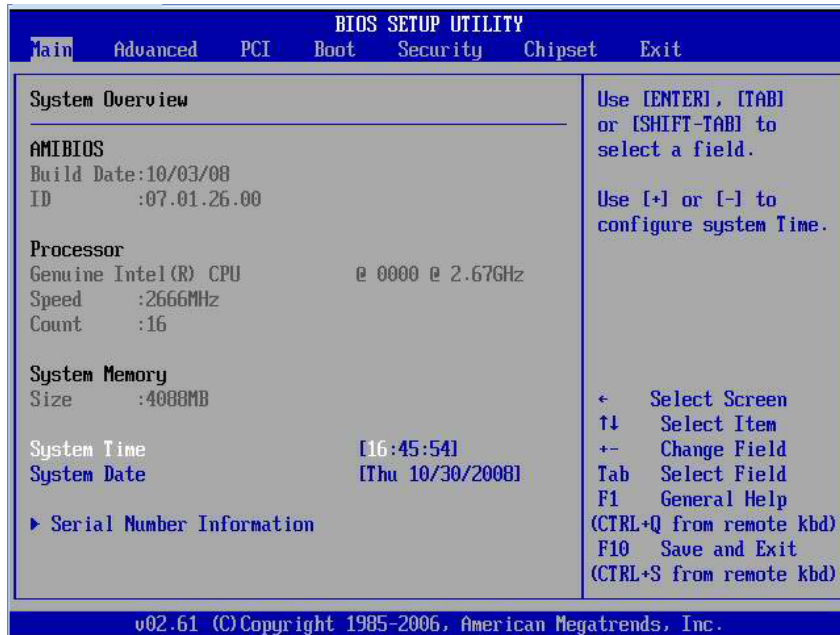 BIOS SETUP UTILITY
Main Advanced PCI Boot Security Chipset Exit
System Overview
AMIBIOS
Build Date:10/03/08
ID :07.01.26.00
Processor
Genuine Intel(R) CPU @ 0000 @ 2.67GHz
Speed :2666MHz
Count :16
System Memory
Size :4088MB
System Time [16:45:54]
System Date [Thu 10/30/2008]
▶ Serial Number Information
Use [ENTER], [TAB]
or [SHIFT-TAB] to
select a field.
Use [+] or [-] to
configure system Time.
← Select Screen
↑↓ Select Item
+- Change Field
Tab Select Field
F1 General Help
(CTRL+Q from remote kbd)
F10 Save and Exit
(CTRL+S from remote kbd)
v02.61 (C)Copyright 1985-2006, American Megatrends, Inc.